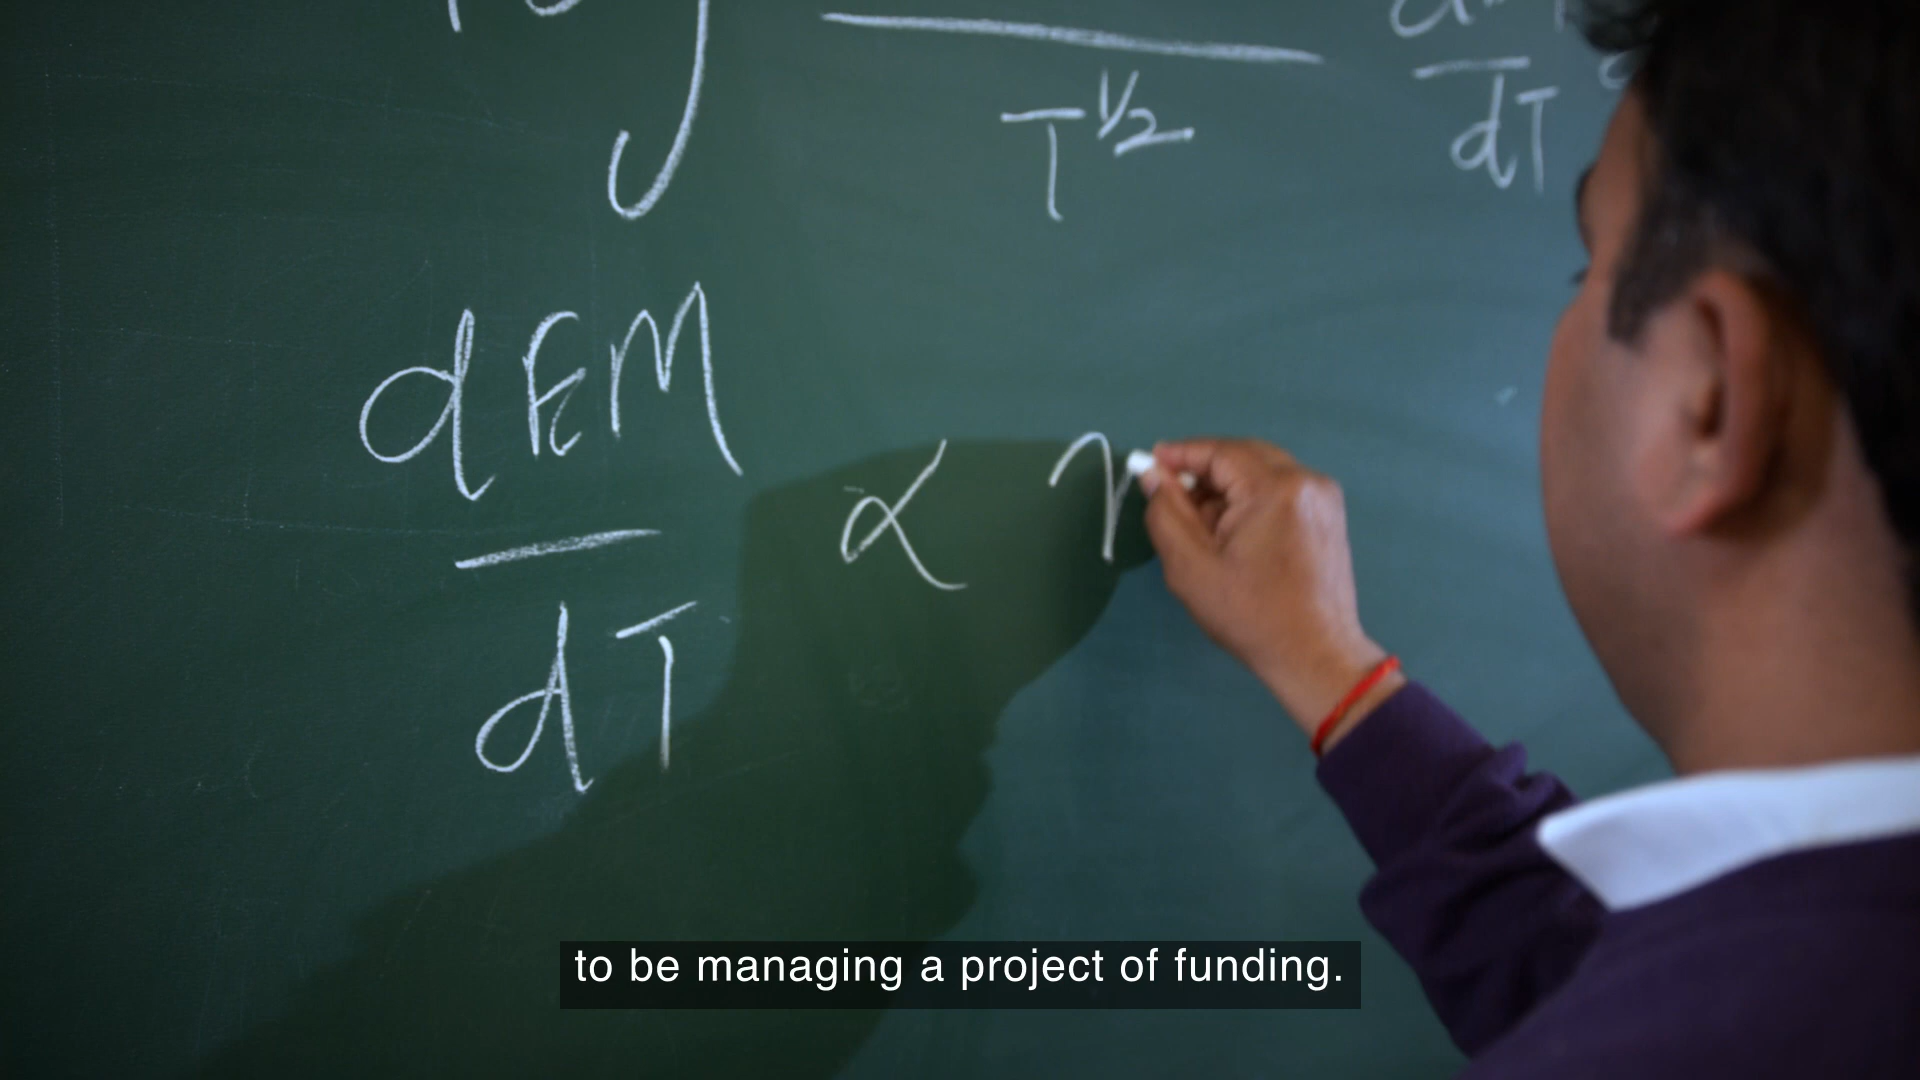 T^{1/2}
dT
dEM
∝
dT
to be managing a project of funding.